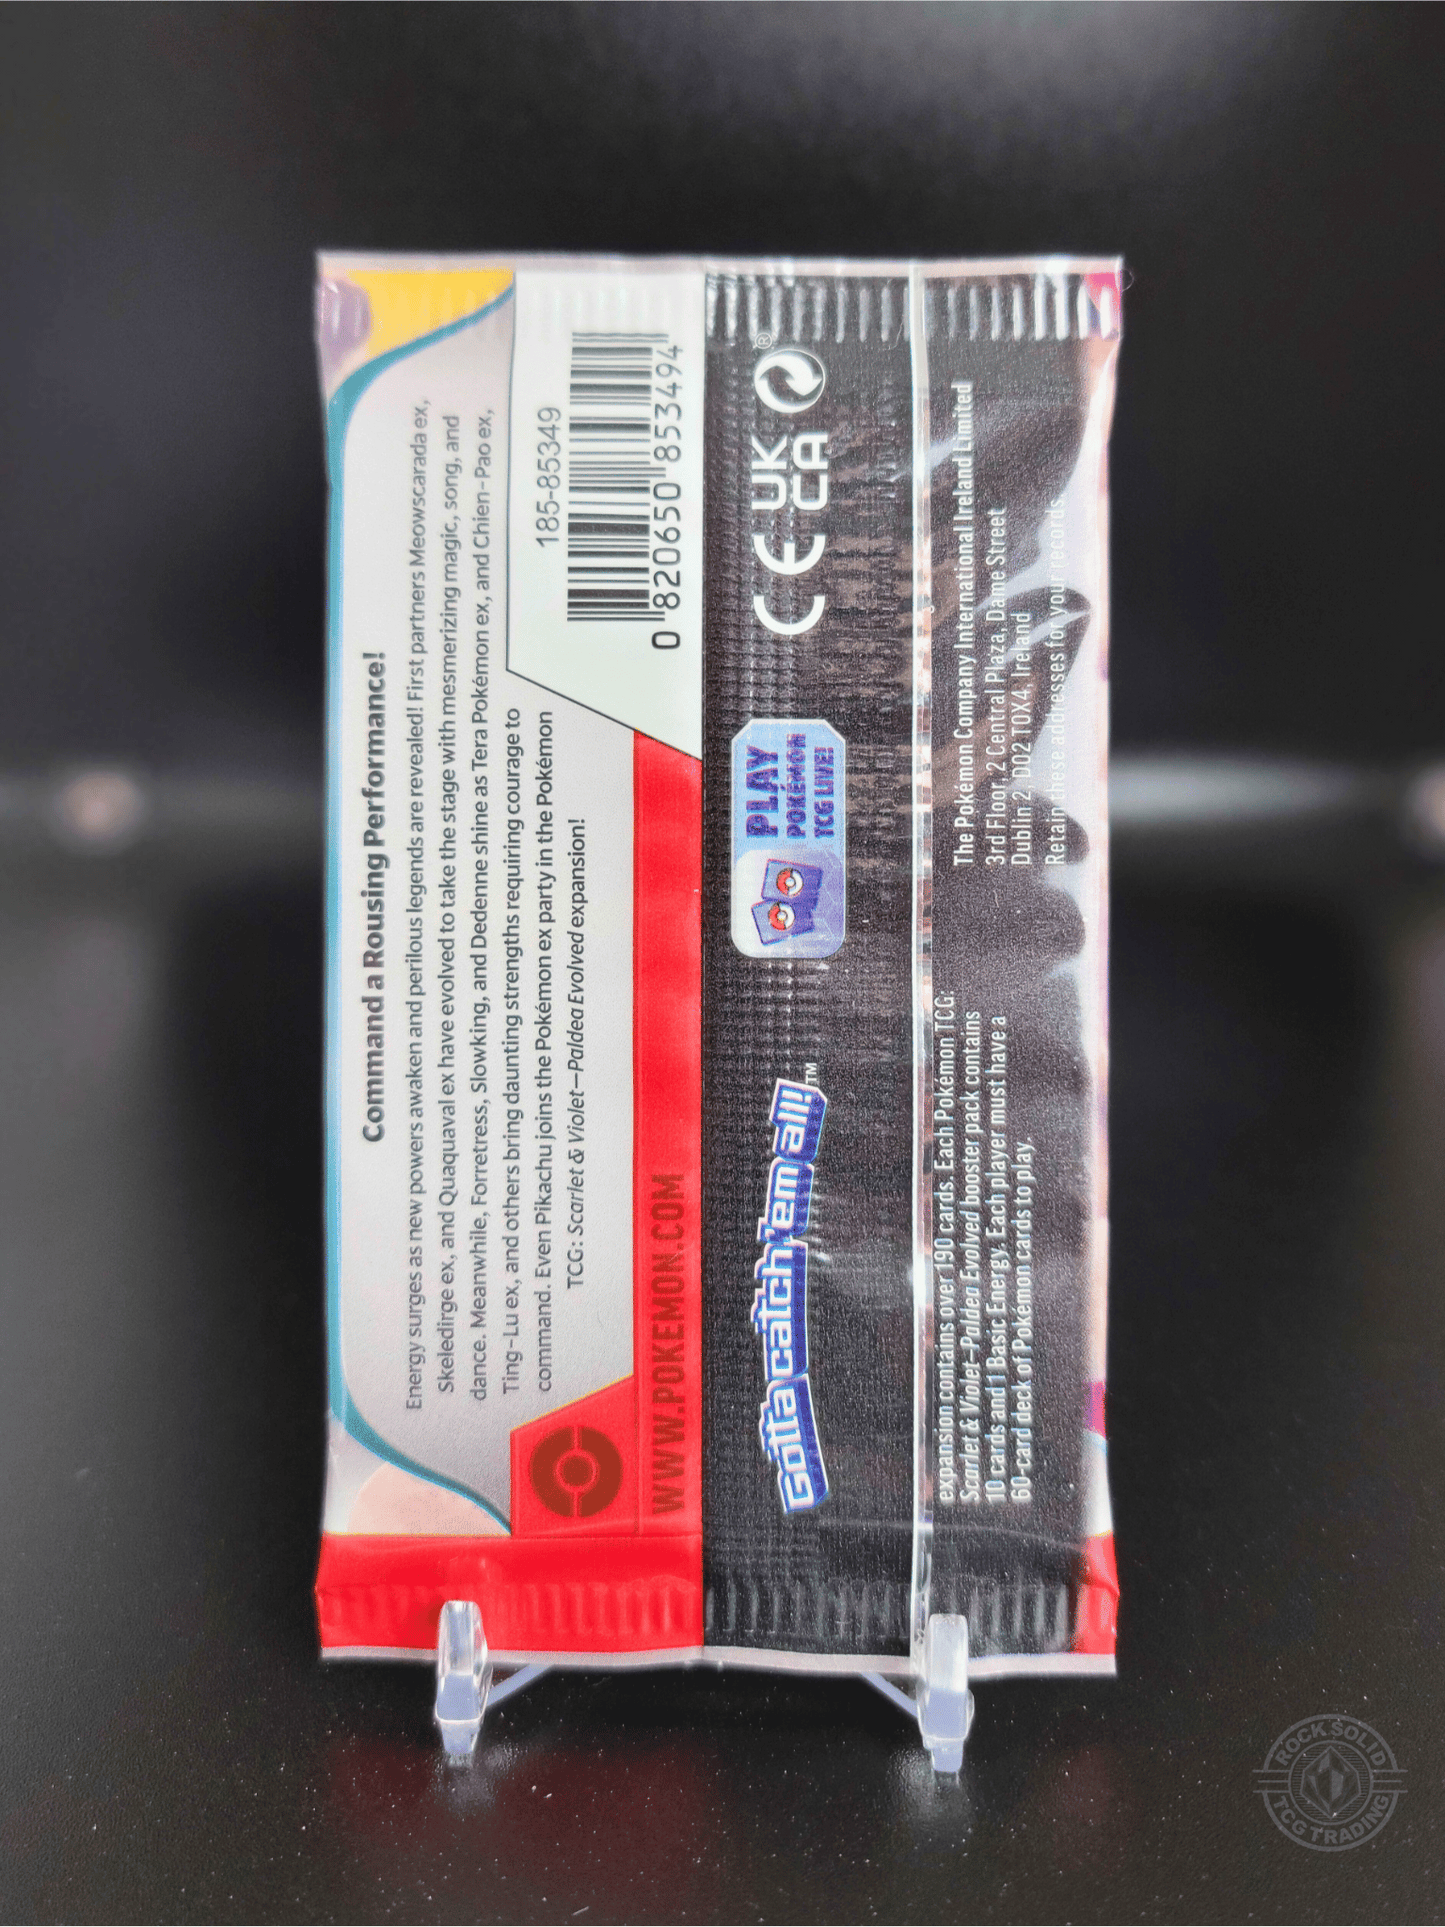 Command a Rousing Performance!
Energy surges as new powers awaken and perilous legends are revealed! First partners Meowscarada ex,
Skeledirge ex, and Quaquaval ex have evolved to take the stage with mesmerizing magic, song, and
dance. Meanwhile, Forretress, Slowking, and Dedenne shine as Tera Pokémon ex, and Chien-Pao ex,
Ting-Lu ex, and others bring daunting strengths requiring courage to
command. Even Pikachu joins the Pokémon ex party in the Pokémon
TCG: Scarlet & Violet—Paldea Evolved expansion!
185-85349
0 820650 853494
WWW.POKEMON.COM
Gotta catch 'em all!™
PLAY
POKÉMON
TCG LIVE!
CE
UK
CA
®
expansion contains over 190 cards. Each Pokémon TCG:
Scarlet & Violet—Paldea Evolved booster pack contains
10 cards and 1 Basic Energy. Each player must have a
60-card deck of Pokémon cards to play.
The Pokémon Company International Ireland Limited
3rd Floor, 2 Central Plaza, Dame Street
Dublin 2, D02 T0X4, Ireland
Retain these addresses for your records.
ROCK SOLID
TCG TRADING